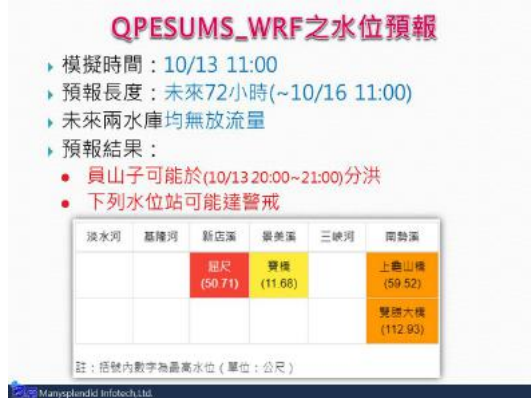 QPESUMS_WRF之水位預報
模擬時間：10/13 11:00
預報長度：未來72小時(~10/16 11:00)
未來兩水庫均無放流量
預報結果：
員山子可能於(10/13 20:00~21:00)分洪
下列水位站可能達警戒
淡水河 基隆河 新店溪 景美溪 三峽河 南勢溪
屈尺 寶橋 上龜山橋
(50.71) (11.68) (59.52)
覽勝大橋
(112.93)
註：括號內數字為最高水位（單位：公尺）
Manysplendid Infotech,Ltd.